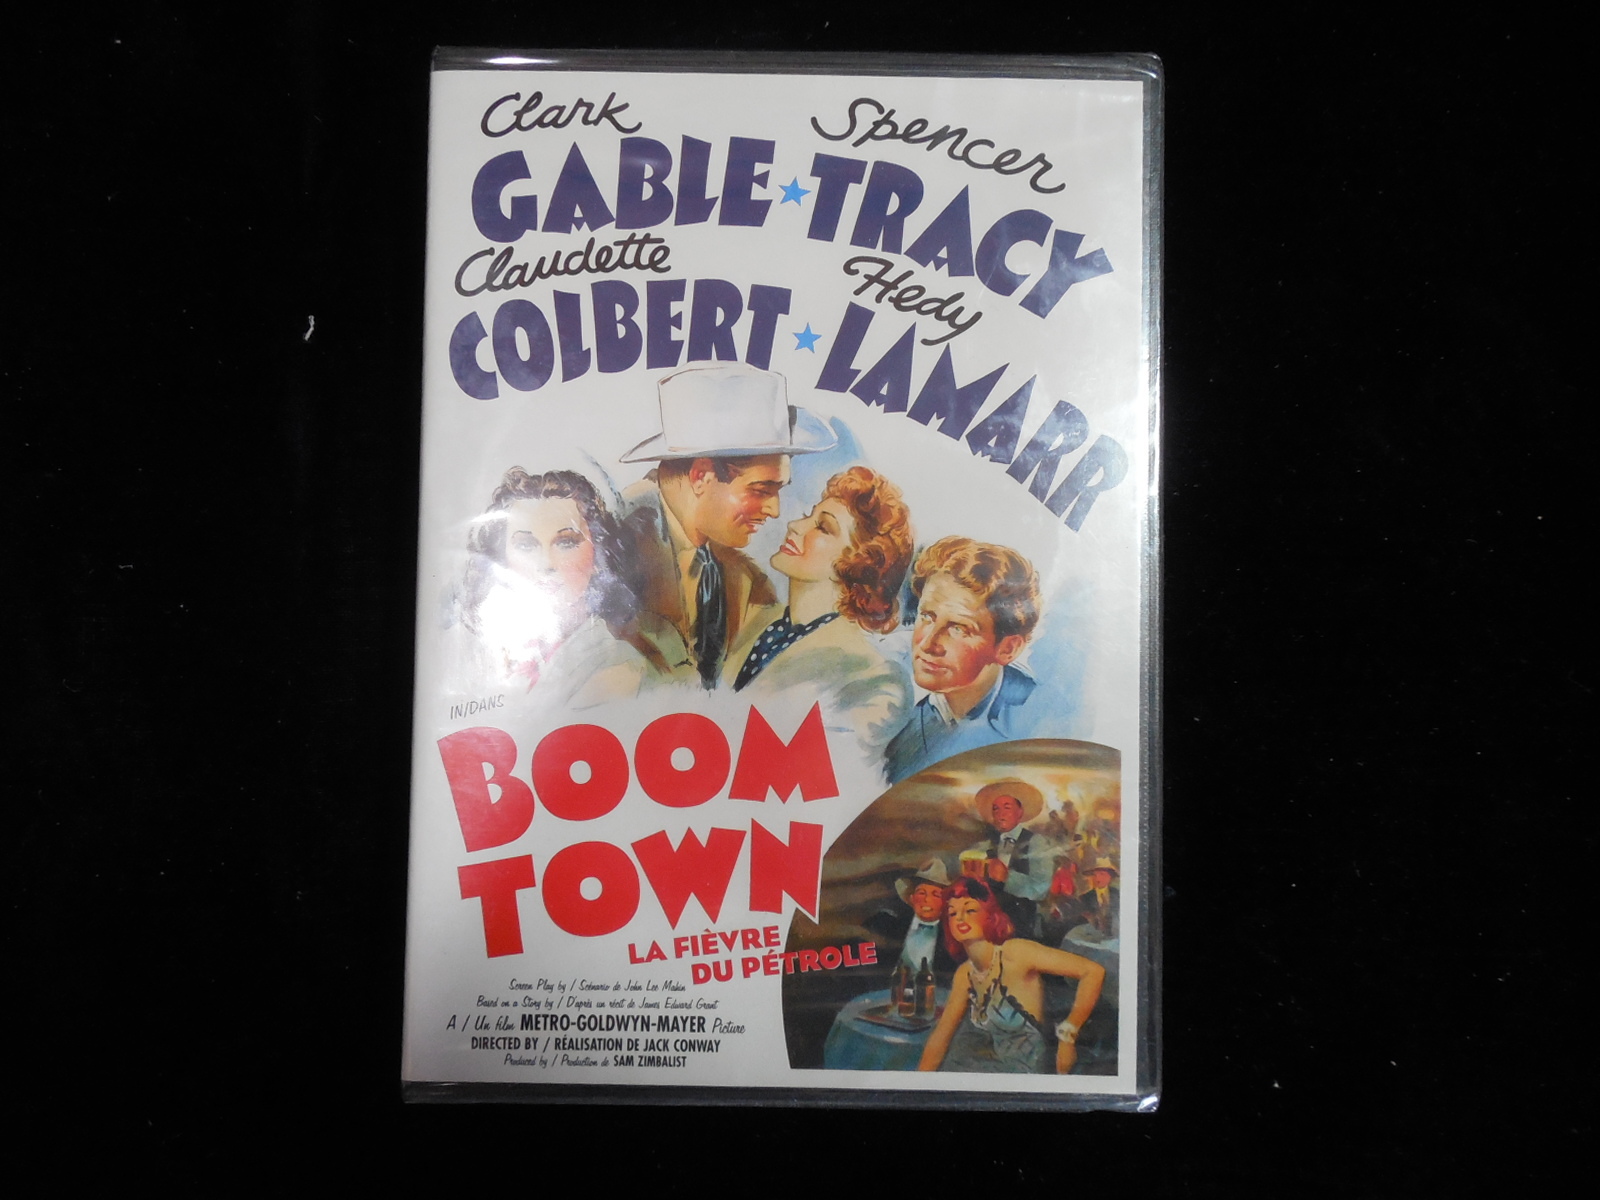 Clark
GABLE ★ 
Spencer
TRACY
Claudette
COLBERT ★ 
Hedy
LAMARR
IN/DANS
BOOM
TOWN
LA FIÈVRE
DU PÉTROLE
Screen Play by / Scénario de John Lee Mahin
Based on a Story by / D'après un récit de James Edward Grant
A / Un film METRO-GOLDWYN-MAYER Picture
DIRECTED BY / RÉALISATION DE JACK CONWAY
Produced by / Production de SAM ZIMBALIST